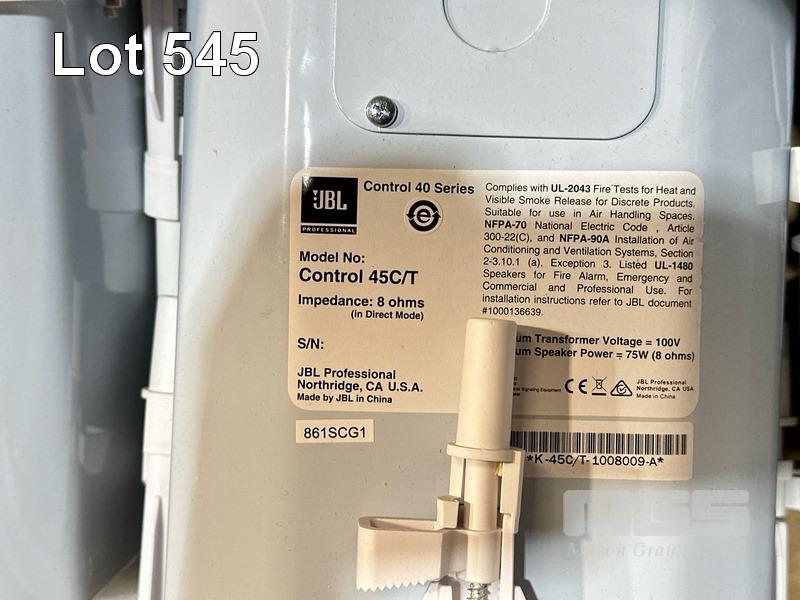 Lot 545
JBL
PROFESSIONAL
Control 40 Series
Model No:
Control 45C/T
Impedance: 8 ohms
(in Direct Mode)
S/N:
JBL Professional
Northridge, CA U.S.A.
Made by JBL in China
Complies with UL-2043 Fire Tests for Heat and
Visible Smoke Release for Discrete Products.
Suitable for use in Air Handling Spaces.
NFPA-70 National Electric Code , Article
300-22(C), and NFPA-90A Installation of Air
Conditioning and Ventilation Systems, Section
2-3.10.1 (a), Exception 3. Listed UL-1480
Speakers for Fire Alarm, Emergency and
Commercial and Professional Use. For
installation instructions refer to JBL document
#1000136639.
um Transformer Voltage = 100V
um Speaker Power = 75W (8 ohms)
Signaling Equipment
CE
JBL Professional
Northridge, CA USA
Made in China
861SCG1
*K-45C/T-1008009-A*
MGS
Mason Gray